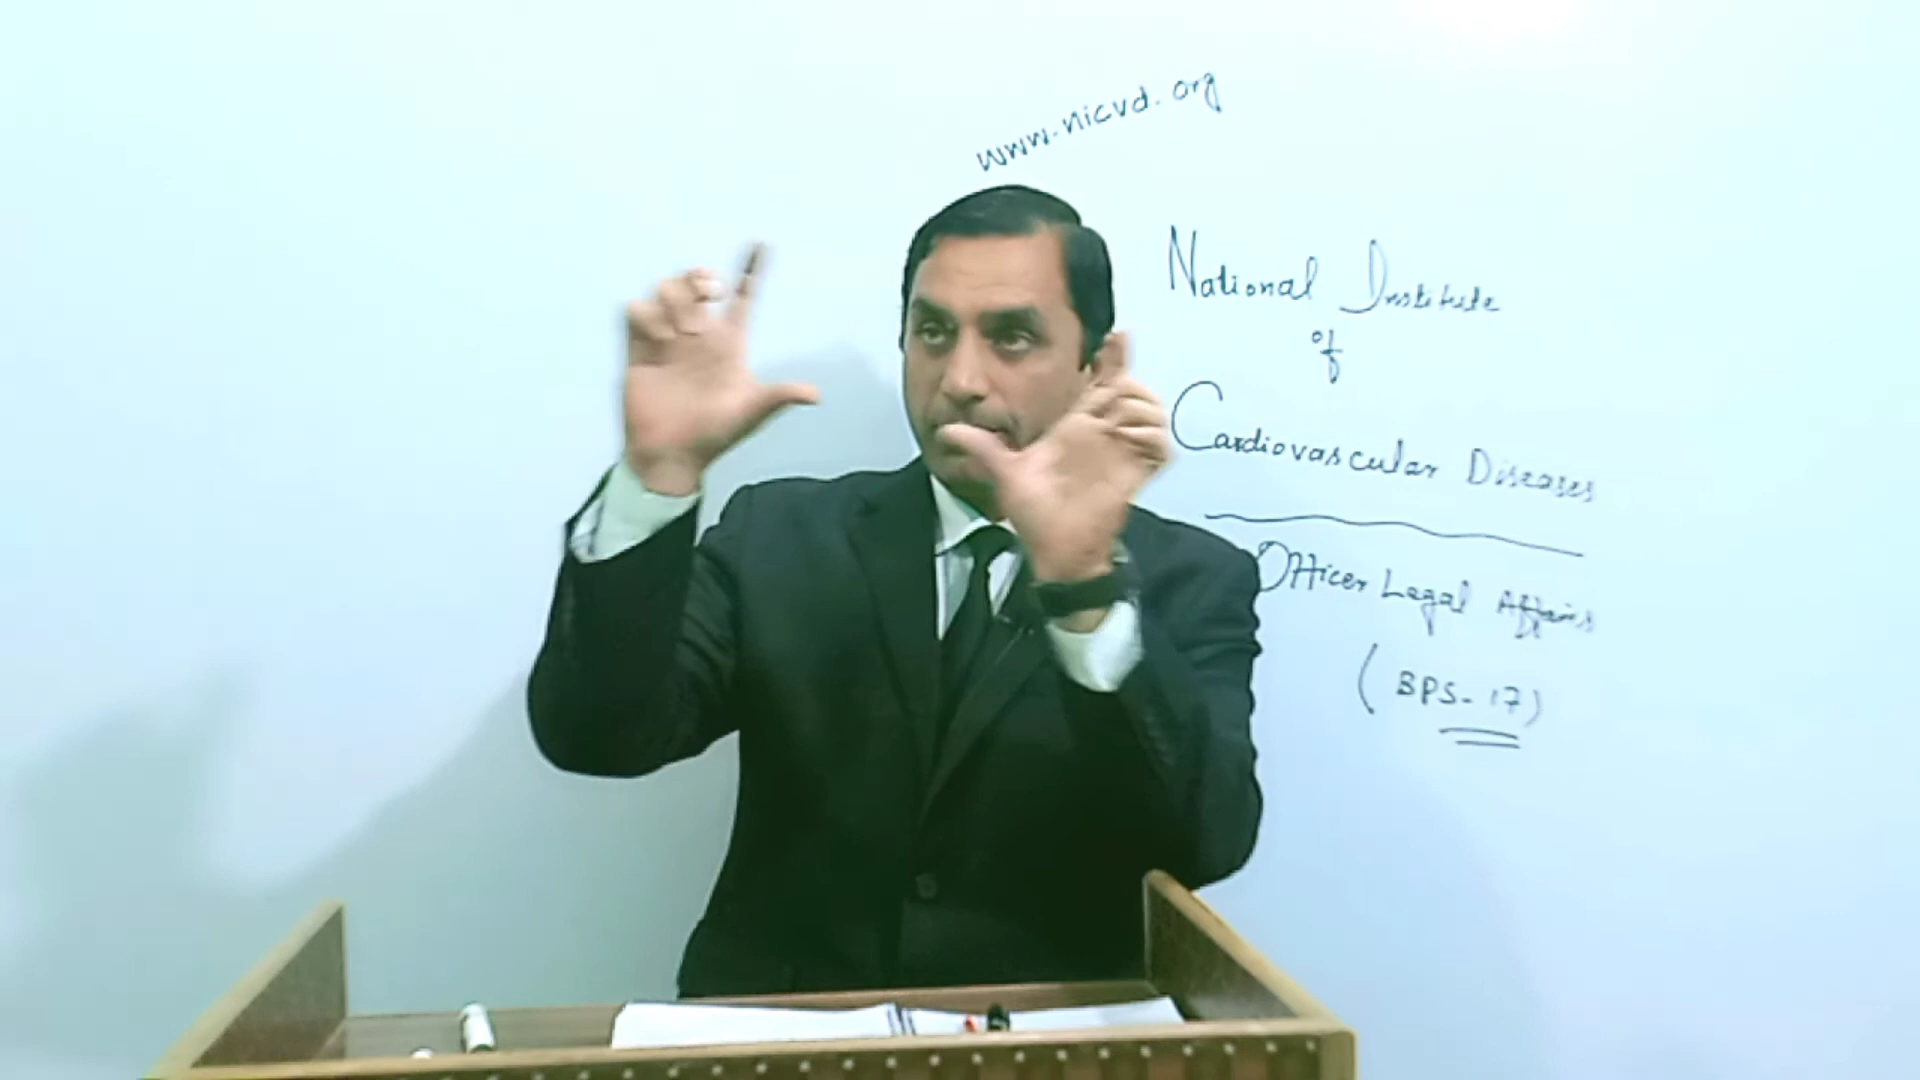 www.nicvd.org
National Institute
of
Cardiovascular Diseases
Officer Legal Affairs
(BPS-17)